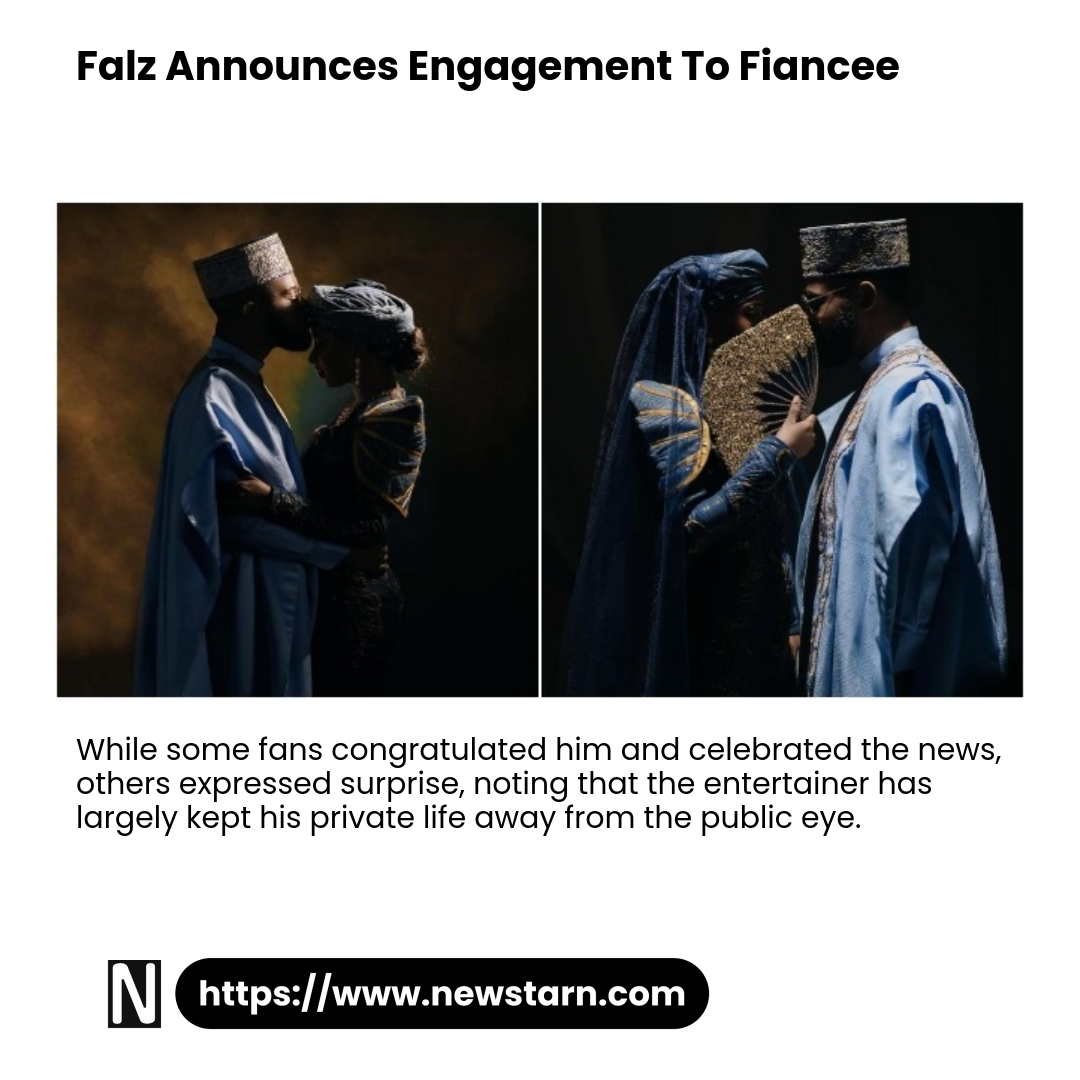 Falz Announces Engagement To Fiancee
While some fans congratulated him and celebrated the news,
others expressed surprise, noting that the entertainer has
largely kept his private life away from the public eye.
N
https://www.newstarn.com